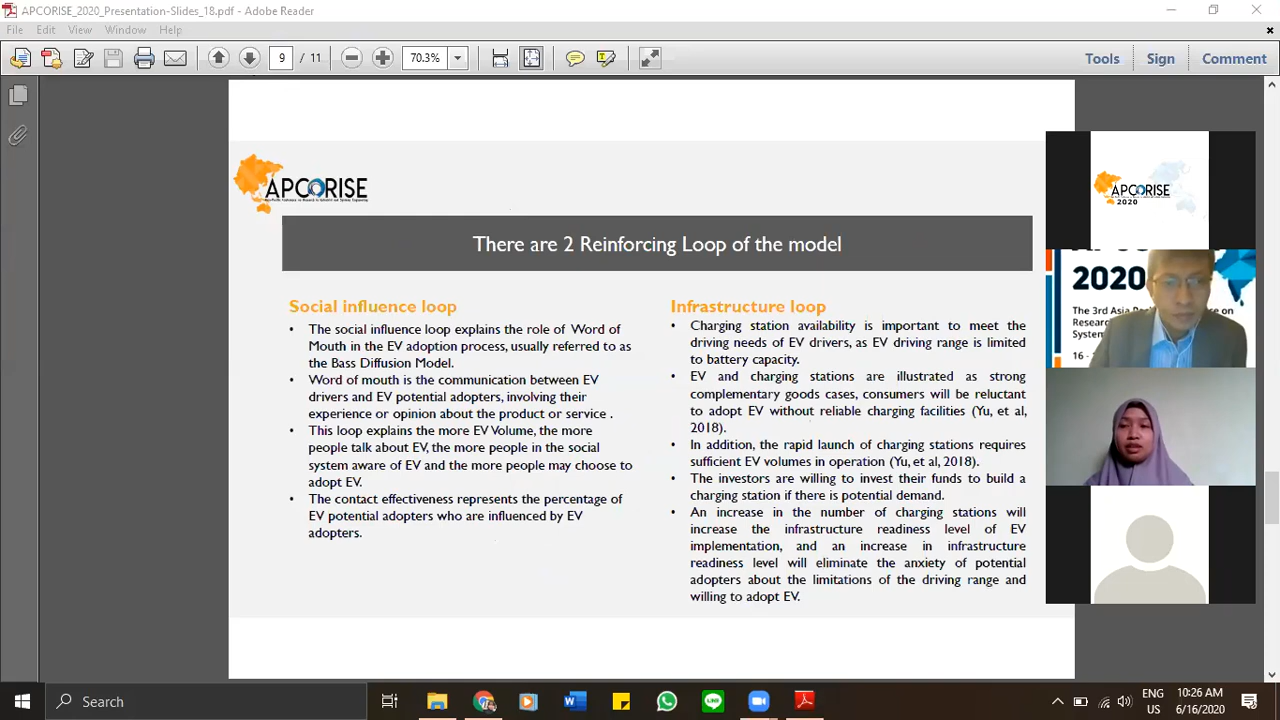 APCORISE_2020_Presentation-Slides_18.pdf - Adobe Reader
File Edit View Window Help
9 / 11 70.3% Tools Sign Comment
APCORISE
There are 2 Reinforcing Loop of the model
Social influence loop
• The social influence loop explains the role of Word of
Mouth in the EV adoption process, usually referred to as
the Bass Diffusion Model.
• Word of mouth is the communication between EV
drivers and EV potential adopters, involving their
experience or opinion about the product or service .
• This loop explains the more EV Volume, the more
people talk about EV, the more people in the social
system aware of EV and the more people may choose to
adopt EV.
• The contact effectiveness represents the percentage of
EV potential adopters who are influenced by EV
adopters.
Infrastructure loop
• Charging station availability is important to meet the
driving needs of EV drivers, as EV driving range is limited
to battery capacity.
• EV and charging stations are illustrated as strong
complementary goods cases, consumers will be reluctant
to adopt EV without reliable charging facilities (Yu, et al,
2018).
• In addition, the rapid launch of charging stations requires
sufficient EV volumes in operation (Yu, et al, 2018).
• The investors are willing to invest their funds to build a
charging station if there is potential demand.
• An increase in the number of charging stations will
increase the infrastructure readiness level of EV
implementation, and an increase in infrastructure
readiness level will eliminate the anxiety of potential
adopters about the limitations of the driving range and
willing to adopt EV.
APCORISE
2020
2020
The 3rd Asia
on
Research
System
16 -
Search
ENG 10:26 AM
US 6/16/2020